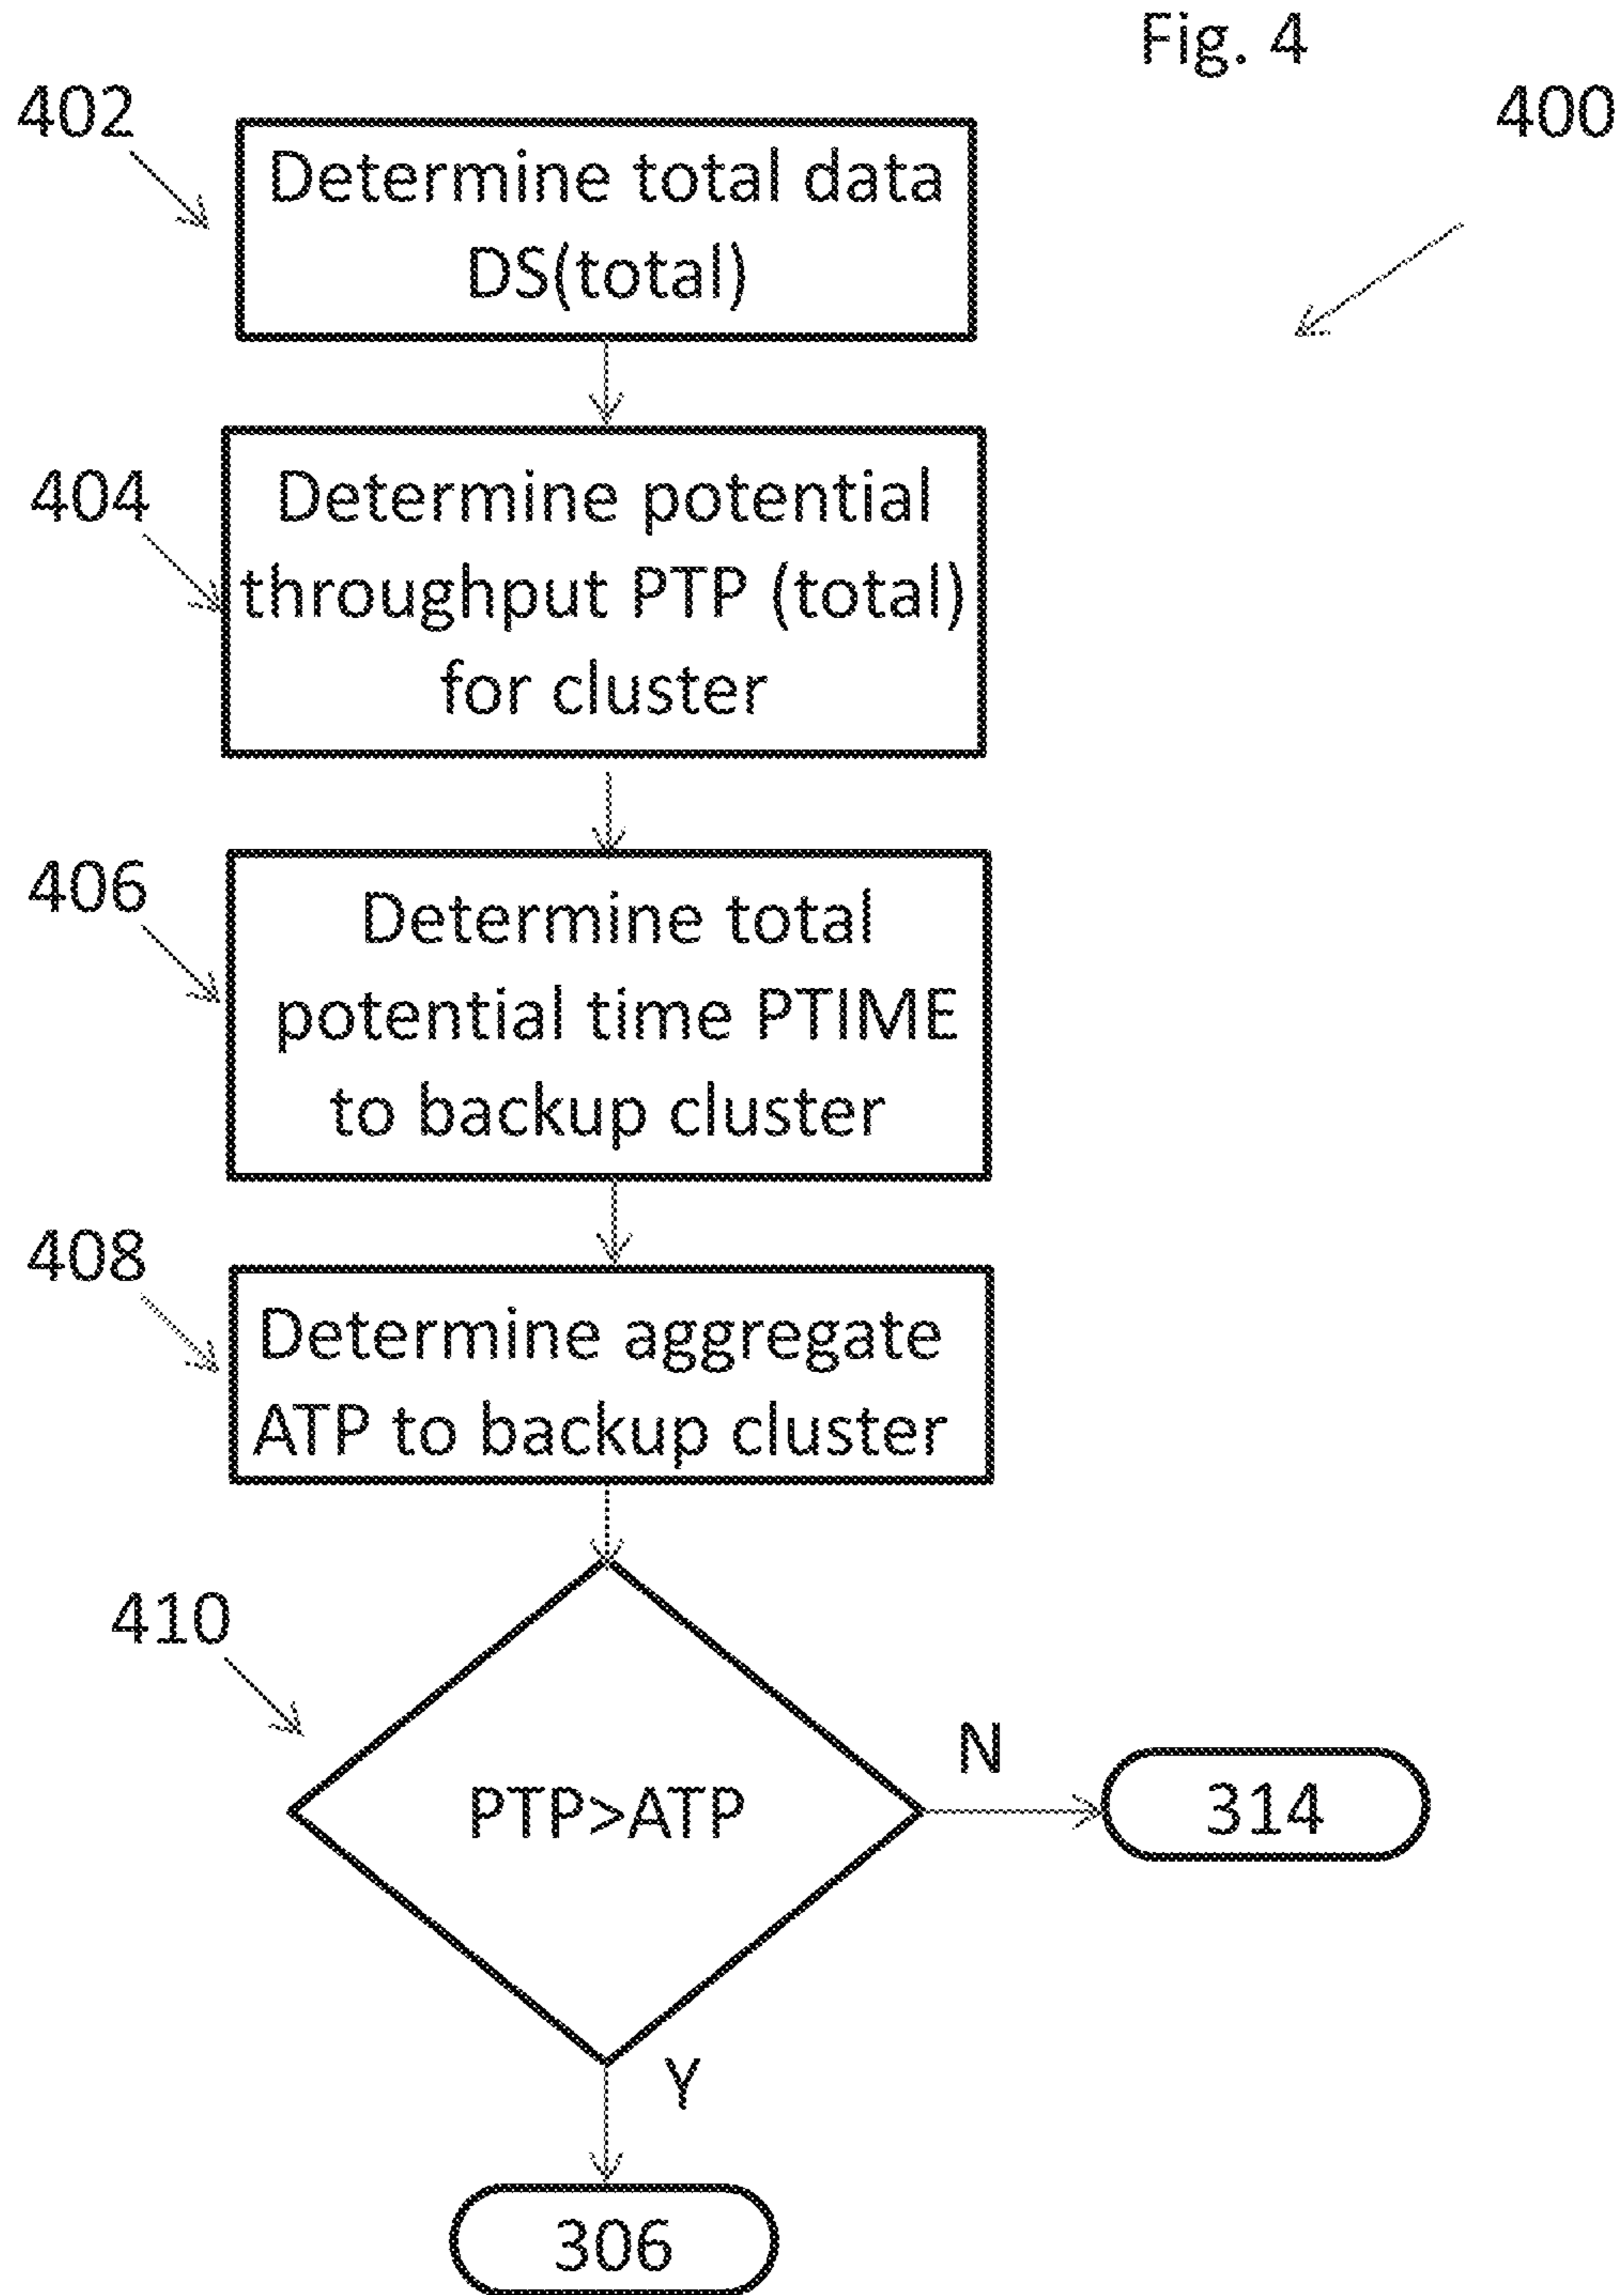 Fig. 4
400
402
Determine total data
DS(total)
404
Determine potential
throughput PTP (total)
for cluster
406
Determine total
potential time PTIME
to backup cluster
408
Determine aggregate
ATP to backup cluster
410
PTP>ATP
N
314
Y
306